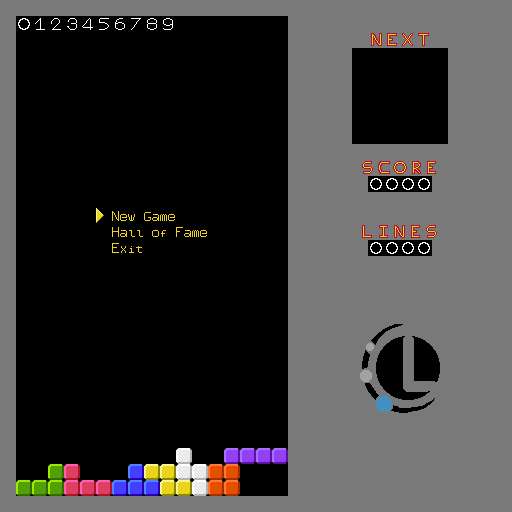 0123456789
NEXT
SCORE
0000
New Game
Hall of Fame
Exit
LINES
0000